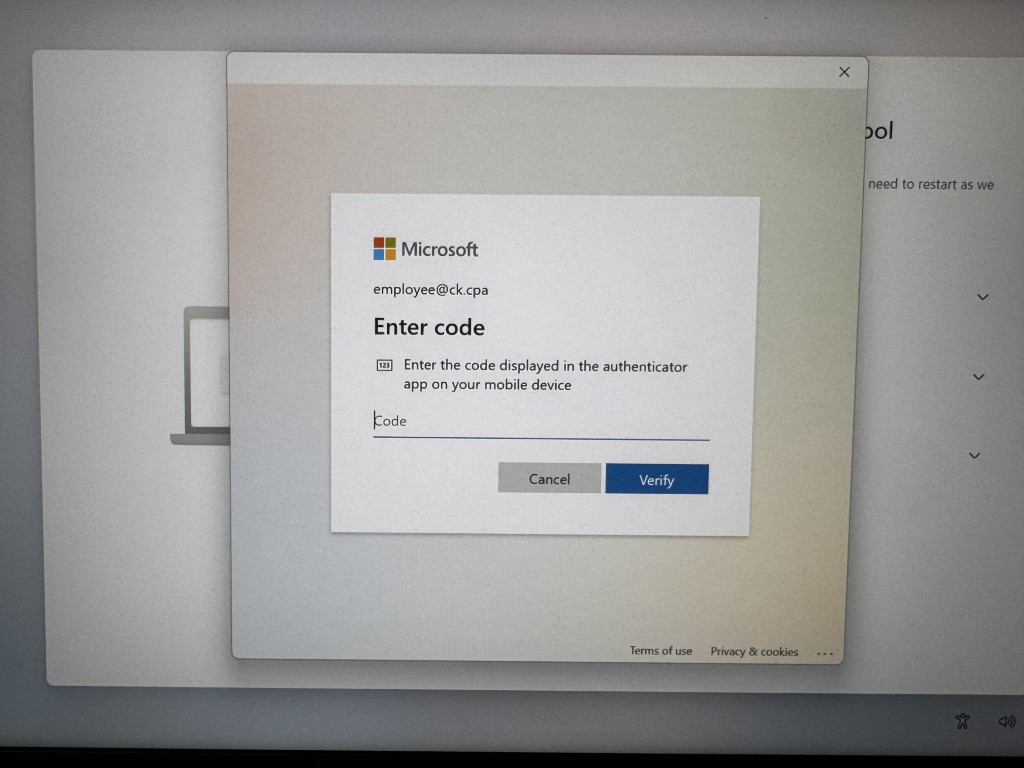 ool
need to restart as we
Microsoft
employee@ck.cpa
Enter code
123
Enter the code displayed in the authenticator
app on your mobile device
Code
Cancel
Verify
Terms of use
Privacy & cookies
...